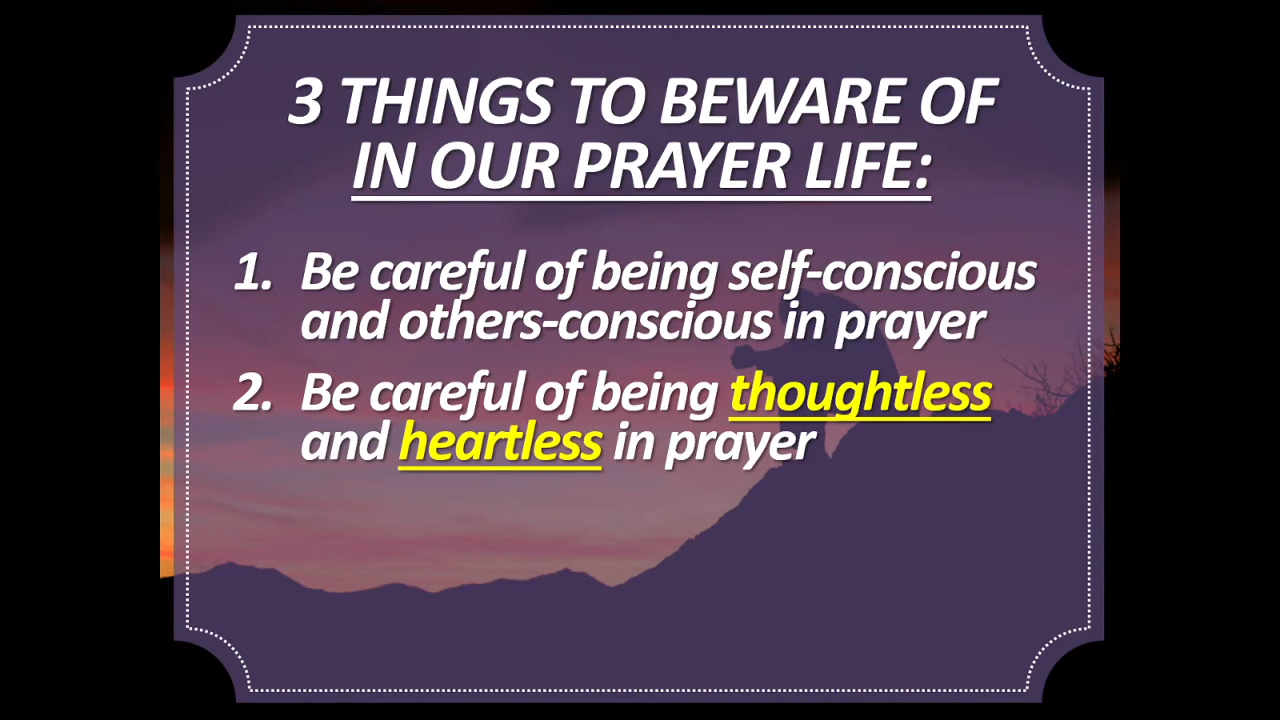 3 THINGS TO BEWARE OF
IN OUR PRAYER LIFE:
1. Be careful of being self-conscious
and others-conscious in prayer
2. Be careful of being thoughtless
and heartless in prayer